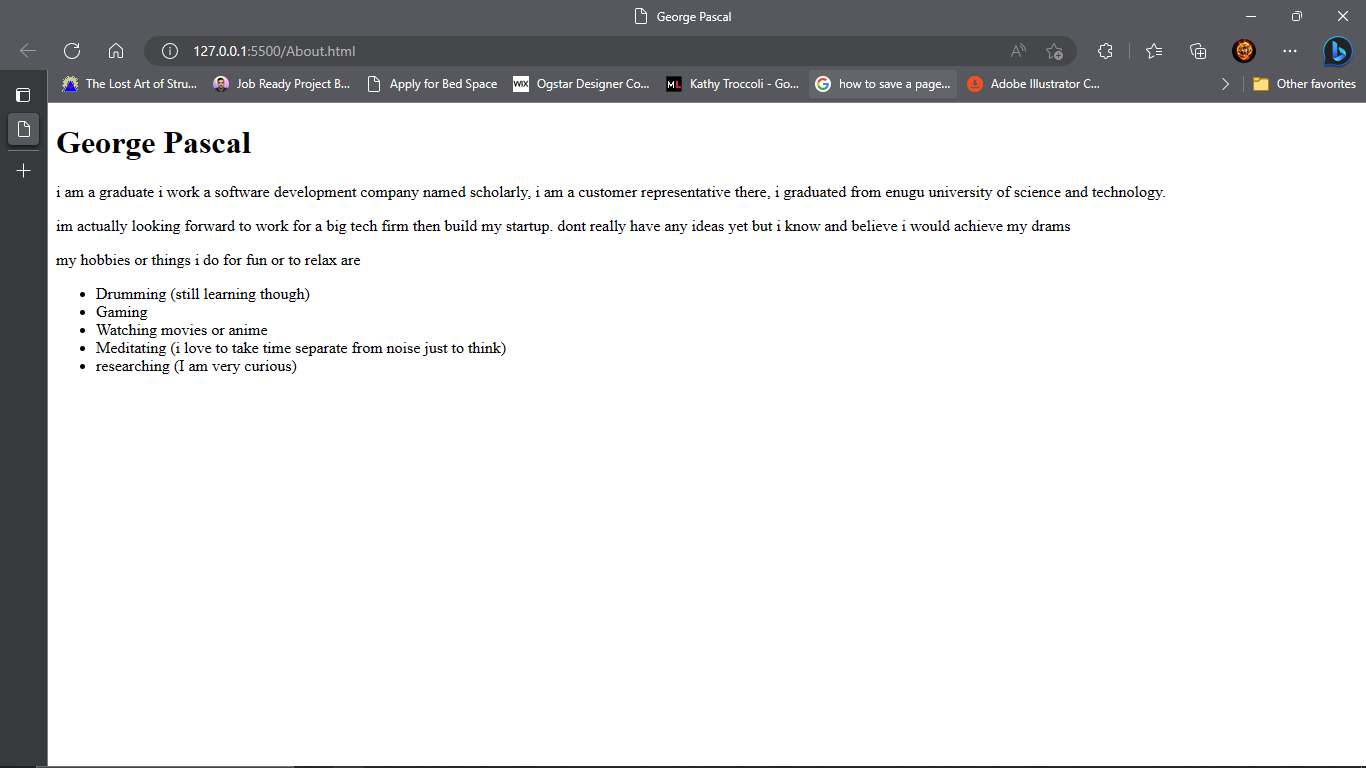 George Pascal
127.0.0.1:5500/About.html
The Lost Art of Stru... Job Ready Project B... Apply for Bed Space WIX Ogstar Designer Co... ML Kathy Troccoli - Go... G how to save a page... Adobe Illustrator C... Other favorites
George Pascal
i am a graduate i work a software development company named scholarly, i am a customer representative there, i graduated from enugu university of science and technology.
im actually looking forward to work for a big tech firm then build my startup. dont really have any ideas yet but i know and believe i would achieve my drams
my hobbies or things i do for fun or to relax are
• Drumming (still learning though)
• Gaming
• Watching movies or anime
• Meditating (i love to take time separate from noise just to think)
• researching (I am very curious)